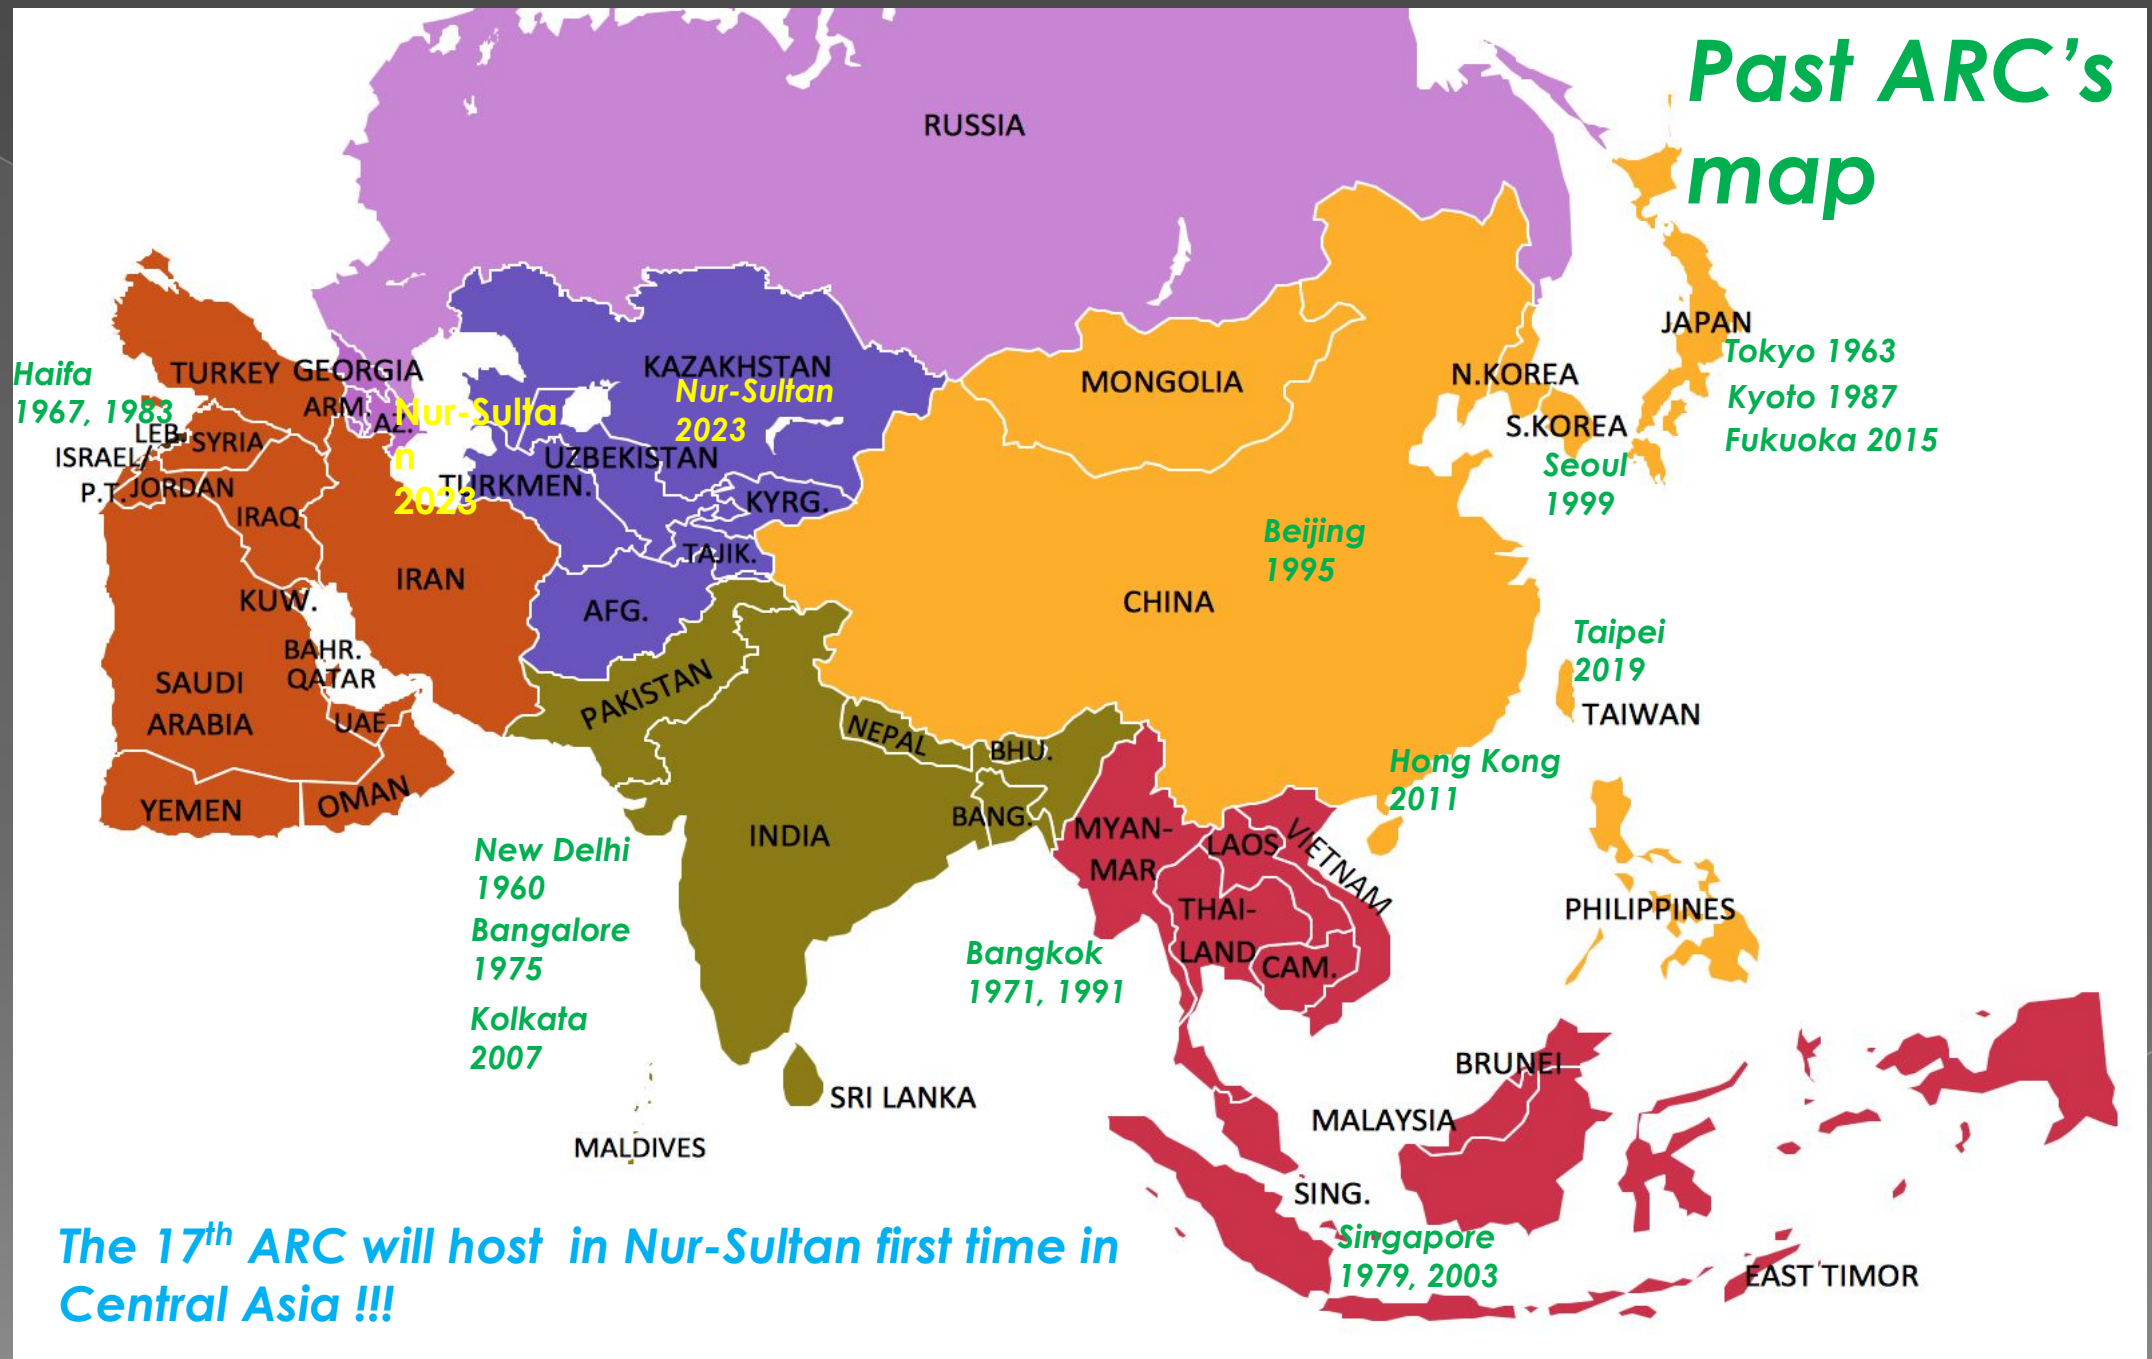 Past ARC's
map
RUSSIA
JAPAN
Tokyo 1963
Kyoto 1987
Fukuoka 2015
KAZAKHSTAN
Nur-Sultan
2023
MONGOLIA
N.KOREA
S.KOREA
Seoul
1999
Haifa
1967, 1983
TURKEY
GEORGIA
ARM.
AZ.
Nur-Sulta
n
2023
LEB.
SYRIA
ISRAEL/
P.T.
JORDAN
IRAQ
UZBEKISTAN
TURKMEN.
KYRG.
TAJIK.
Beijing
1995
CHINA
IRAN
AFG.
KUW.
BAHR.
QATAR
SAUDI
ARABIA
UAE
YEMEN
OMAN
PAKISTAN
NEPAL
BHU.
BANG.
INDIA
Taipei
2019
TAIWAN
Hong Kong
2011
MYAN-
MAR
LAOS
VIETNAM
THAI-
LAND
CAM.
PHILIPPINES
New Delhi
1960
Bangalore
1975
Kolkata
2007
Bangkok
1971, 1991
SRI LANKA
MALDIVES
BRUNEI
MALAYSIA
SING.
Singapore
1979, 2003
EAST TIMOR
The 17th ARC will host  in Nur-Sultan first time in
Central Asia !!!